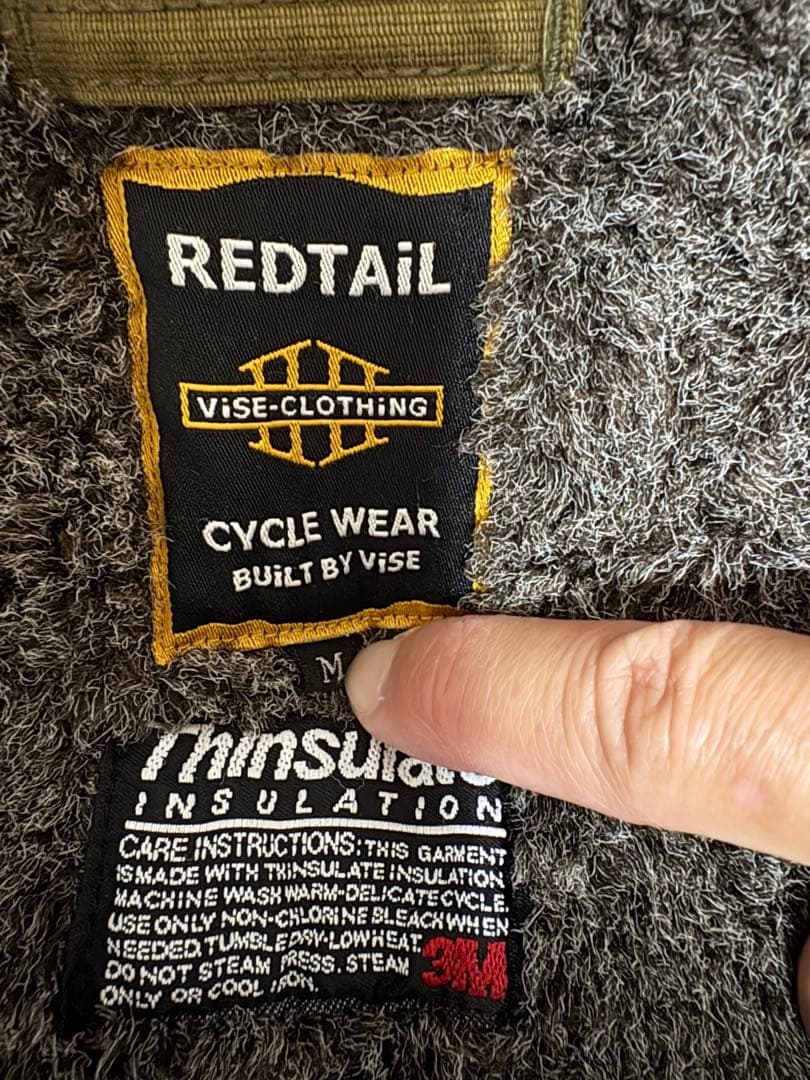 REDTAiL
ViSE-CLOTHiNG
CYCLE WEAR
BUiLT BY ViSE
M
Thinsulate
INSULATION
CARE INSTRUCTIONS: THIS GARMENT
IS MADE WITH THINSULATE INSULATION
MACHINE WASH WARM-DELICATE CYCLE.
USE ONLY NON-CHLORINE BLEACH WHEN
NEEDED. TUMBLE DRY-LOW HEAT.
DO NOT STEAM PRESS. STEAM
ONLY OR COOL IRON.
3M